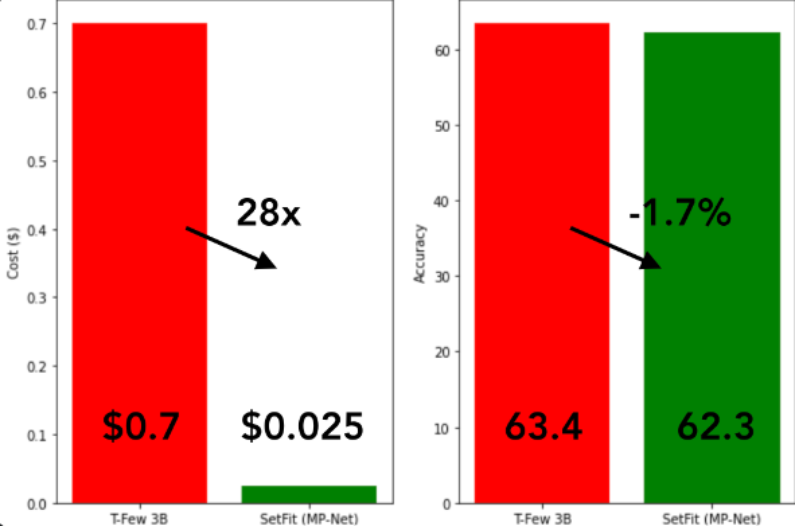 0.7
0.6
0.5
0.4
0.3
0.2
0.1
0.0
Cost ($)
28x
$0.7
$0.025
T-Few 3B
SetFit (MP-Net)
60
50
40
30
20
10
0
Accuracy
-1.7%
63.4
62.3
T-Few 3B
SetFit (MP-Net)